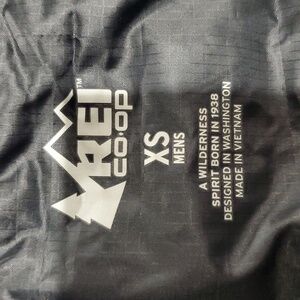 REI
CO·OP
XS
MENS
A WILDERNESS
SPIRIT BORN IN 1938
DESIGNED IN WASHINGTON
MADE IN VIETNAM